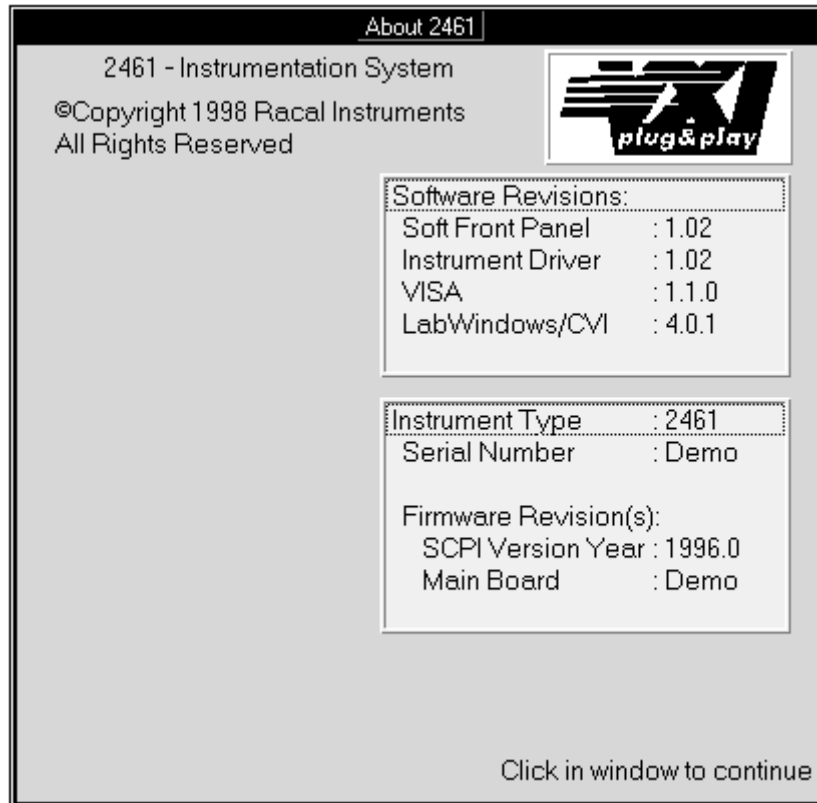 About 2461
2461 - Instrumentation System
©Copyright 1998 Racal Instruments
All Rights Reserved
VXI
plug&play
Software Revisions:
Soft Front Panel : 1.02
Instrument Driver : 1.02
VISA : 1.1.0
LabWindows/CVI : 4.0.1
Instrument Type : 2461
Serial Number : Demo
Firmware Revision(s):
SCPI Version Year : 1996.0
Main Board : Demo
Click in window to continue